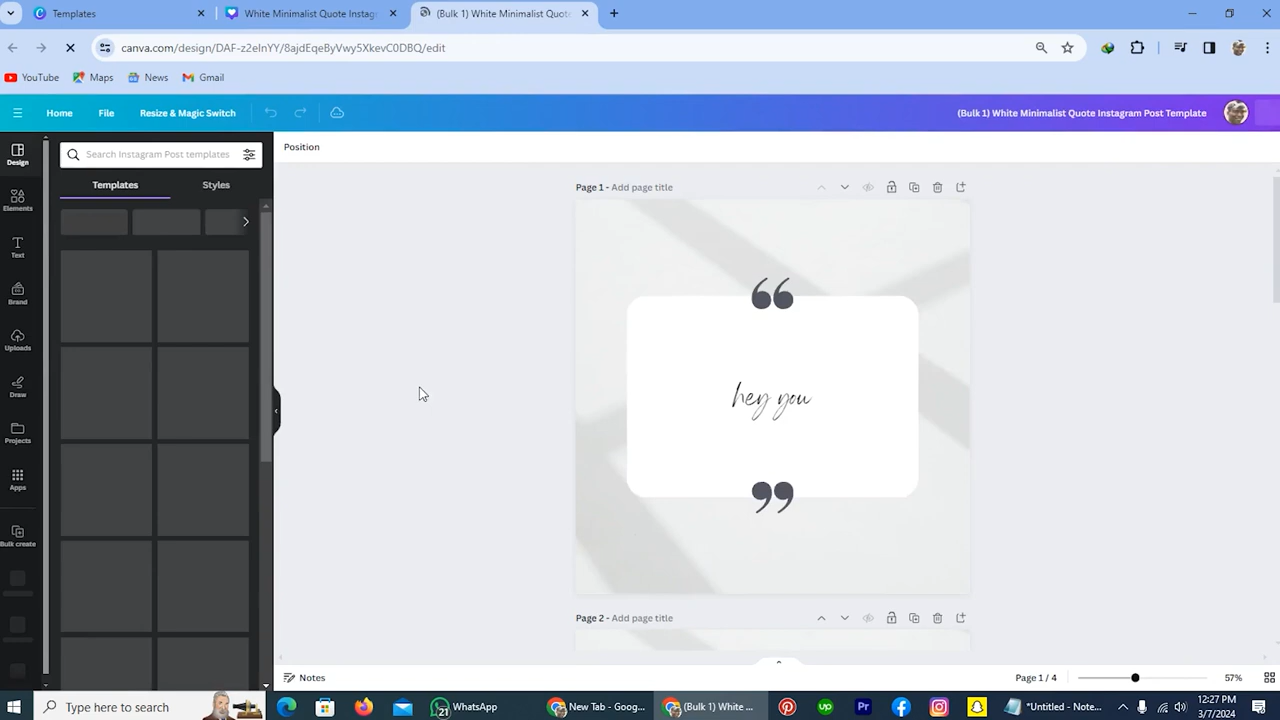 Templates
White Minimalist Quote Instag
(Bulk 1) White Minimalist Quote
canva.com/design/DAF-z2eInYY/8ajdEqeByVwy5XkevC0DBQ/edit
YouTube
Maps
News
Gmail
Home
File
Resize & Magic Switch
(Bulk 1) White Minimalist Quote Instagram Post Template
Design
Elements
Text
Brand
Uploads
Draw
Projects
Apps
Bulk create
Search Instagram Post templates
Templates
Styles
Position
Page 1 - Add page title
“
hey you
”
Page 2 - Add page title
Notes
Page 1 / 4
57%
Type here to search
21
WhatsApp
New Tab - Goog...
(Bulk 1) White ...
up
Pr
*Untitled - Note...
12:27 PM
3/7/2024